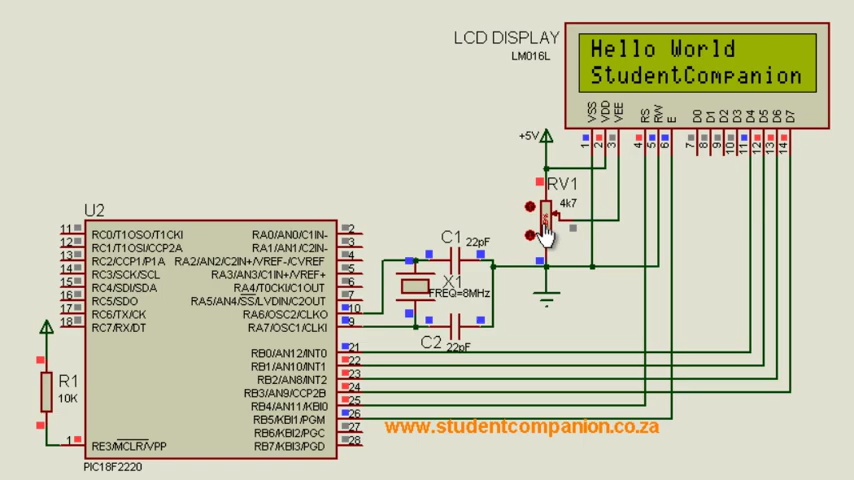 LCD DISPLAY
LM016L
Hello World
StudentCompanion
VSS VDD VEE RS RW E D0 D1 D2 D3 D4 D5 D6 D7
1 2 3 4 5 6 7 8 9 10 11 12 13 14
+5V
RV1
4k7
U2
11 RC0/T1OSO/T1CKI RA0/AN0/C1IN- 2
12 RC1/T1OSI/CCP2A RA1/AN1/C2IN- 3
13 RC2/CCP1/P1A RA2/AN2/C2IN+/VREF-/CVREF 4
14 RC3/SCK/SCL RA3/AN3/C1IN+/VREF+ 5
15 RC4/SDI/SDA RA4/T0CKI/C1OUT 6
16 RC5/SDO RA5/AN4/SS/LVDIN/C2OUT 7
17 RC6/TX/CK RA6/OSC2/CLKO 10
18 RC7/RX/DT RA7/OSC1/CLKI 9
C1
22pF
X1
FREQ=8MHz
C2
22pF
RB0/AN12/INT0 21
RB1/AN10/INT1 22
RB2/AN8/INT2 23
RB3/AN9/CCP2B 24
RB4/AN11/KBI0 25
RB5/KBI1/PGM 26
RB6/KBI2/PGC 27
1 RE3/MCLR/VPP RB7/KBI3/PGD 28
R1
10K
PIC18F2220
www.studentcompanion.co.za